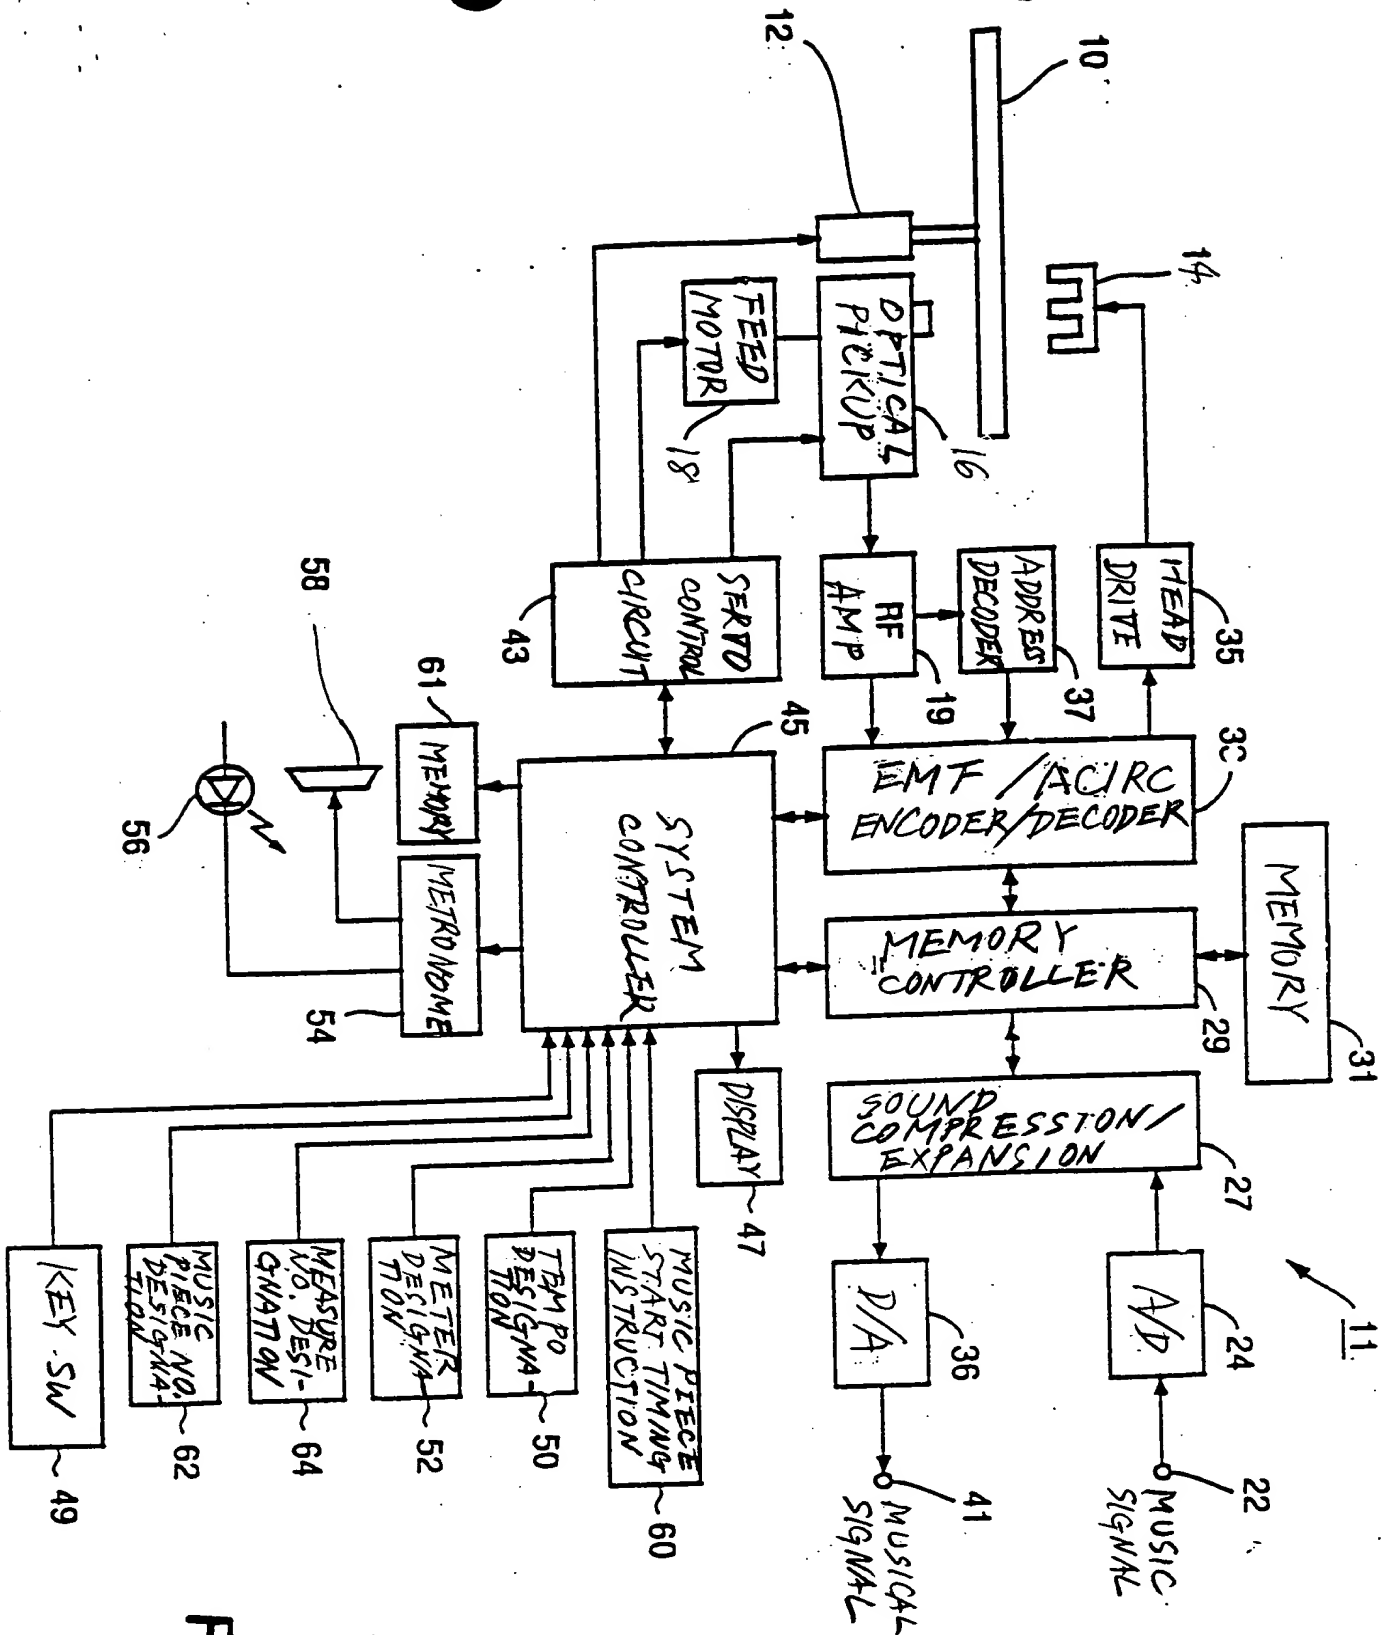 11
10
12
14
OPTICAL
PICKUP
16
FEED
MOTOR
18
HEAD
DRIVE
35
ADDRESS
DECODER
37
RF
AMP
19
SERVO
CONTROL
CIRCUIT
43
EMF/ACIRC
ENCODER/DECODER
30
MEMORY
31
MEMORY
CONTROLLER
29
SOUND
COMPRESSION/
EXPANSION
27
A/D
24
22
MUSIC
SIGNAL
D/A
36
41
MUSICAL
SIGNAL
SYSTEM
CONTROLLER
45
DISPLAY
47
MEMORY
61
METRONOME
54
58
56
MUSIC PIECE
START TIMING
INSTRUCTION
60
TEMPO
DESIGNA-
TION
50
METER
DESIGNA-
TION
52
MEASURE
NO. DESI-
GNATION
64
MUSIC
PIECE NO.
DESIGNA-
TION
62
KEY SW
49
F